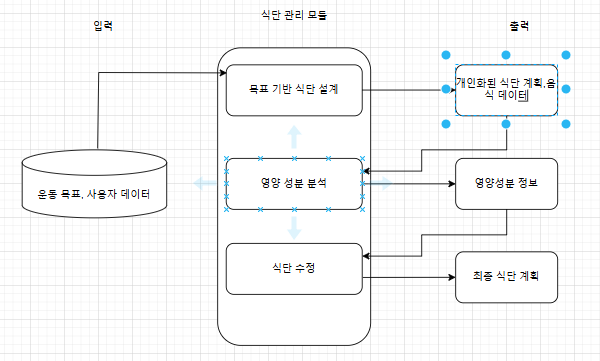 입력
식단 관리 모듈
출력
목표 기반 식단 설계
개인화된 식단 계획,음
식 데이터
운동 목표, 사용자 데이터
영양 성분 분석
영양성분 정보
식단 수정
최종 식단 계획